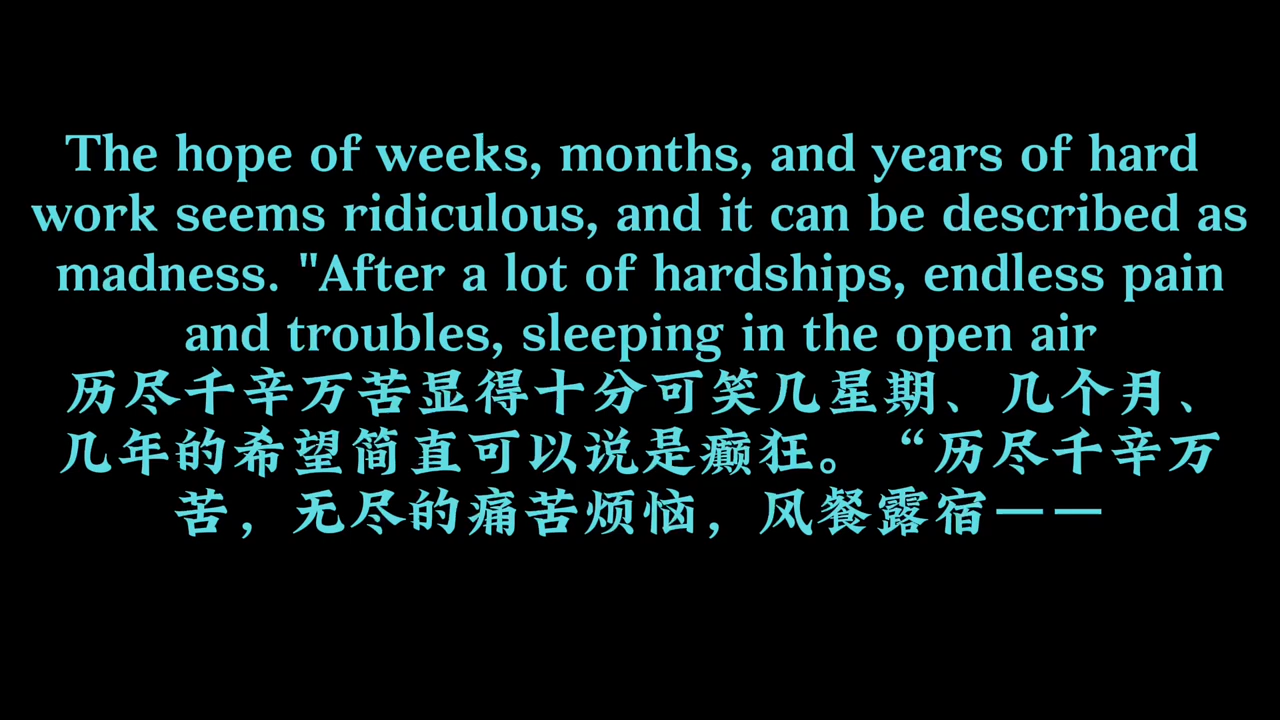 The hope of weeks, months, and years of hard
work seems ridiculous, and it can be described as
madness. "After a lot of hardships, endless pain
and troubles, sleeping in the open air
历尽千辛万苦显得十分可笑几星期、几个月、
几年的希望简直可以说是癫狂。“历尽千辛万
苦，无尽的痛苦烦恼，风餐露宿——